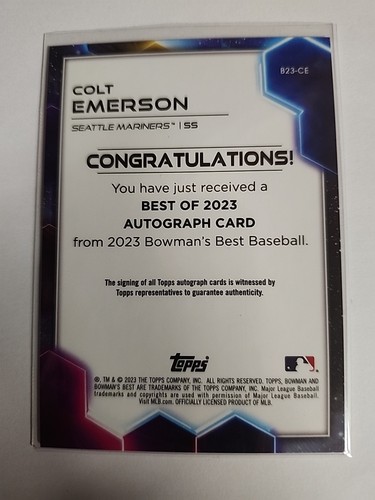 B23-CE
COLT
EMERSON
SEATTLE MARINERS™ | SS
CONGRATULATIONS!
You have just received a
BEST OF 2023
AUTOGRAPH CARD
from 2023 Bowman's Best Baseball.
The signing of all Topps autograph cards is witnessed by
Topps representatives to guarantee authenticity.
Topps
®, TM & © 2023 THE TOPPS COMPANY, INC. ALL RIGHTS RESERVED. TOPPS, BOWMAN AND
BOWMAN'S BEST ARE TRADEMARKS OF THE TOPPS COMPANY, INC. Major League Baseball
trademarks and copyrights are used with permission of Major League Baseball.
Visit MLB.com. OFFICIALLY LICENSED PRODUCT OF MLB.